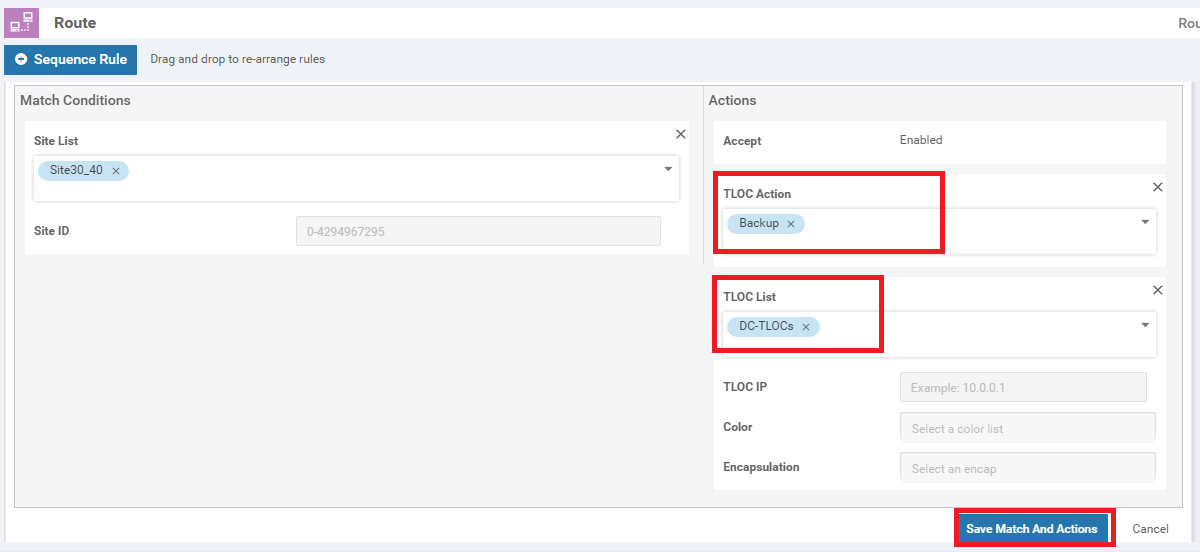 Route
Rou
Sequence Rule
Drag and drop to re-arrange rules
Match Conditions
Site List
Site30_40 ×
Site ID
0-4294967295
Actions
Accept
Enabled
TLOC Action
Backup ×
TLOC List
DC-TLOCs ×
TLOC IP
Example: 10.0.0.1
Color
Select a color list
Encapsulation
Select an encap
Save Match And Actions
Cancel